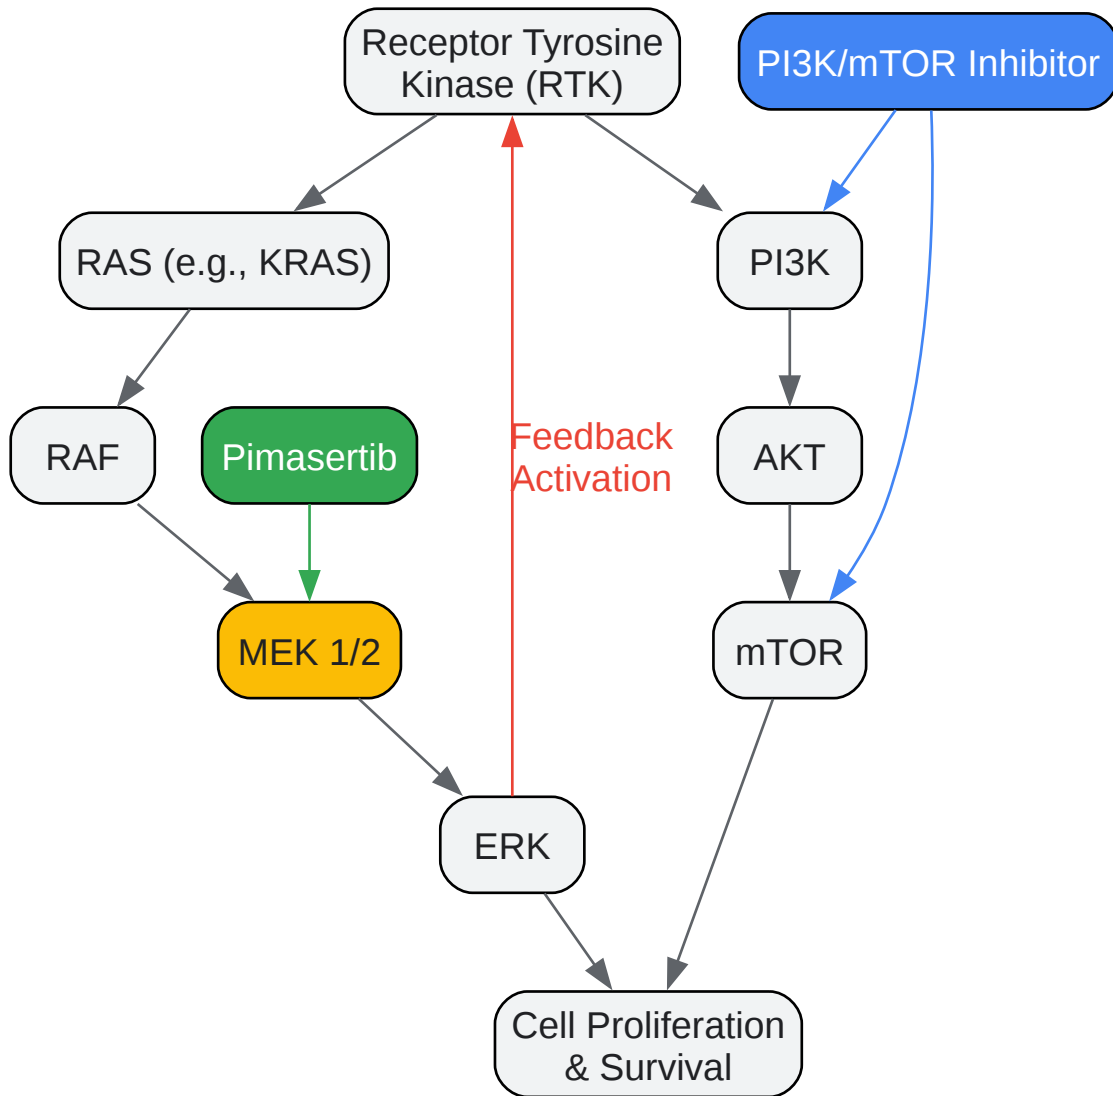 Receptor Tyrosine
Kinase (RTK)
PI3K/mTOR Inhibitor
RAS (e.g., KRAS)
PI3K
RAF
Pimasertib
Feedback
Activation
AKT
MEK 1/2
mTOR
ERK
Cell Proliferation
& Survival